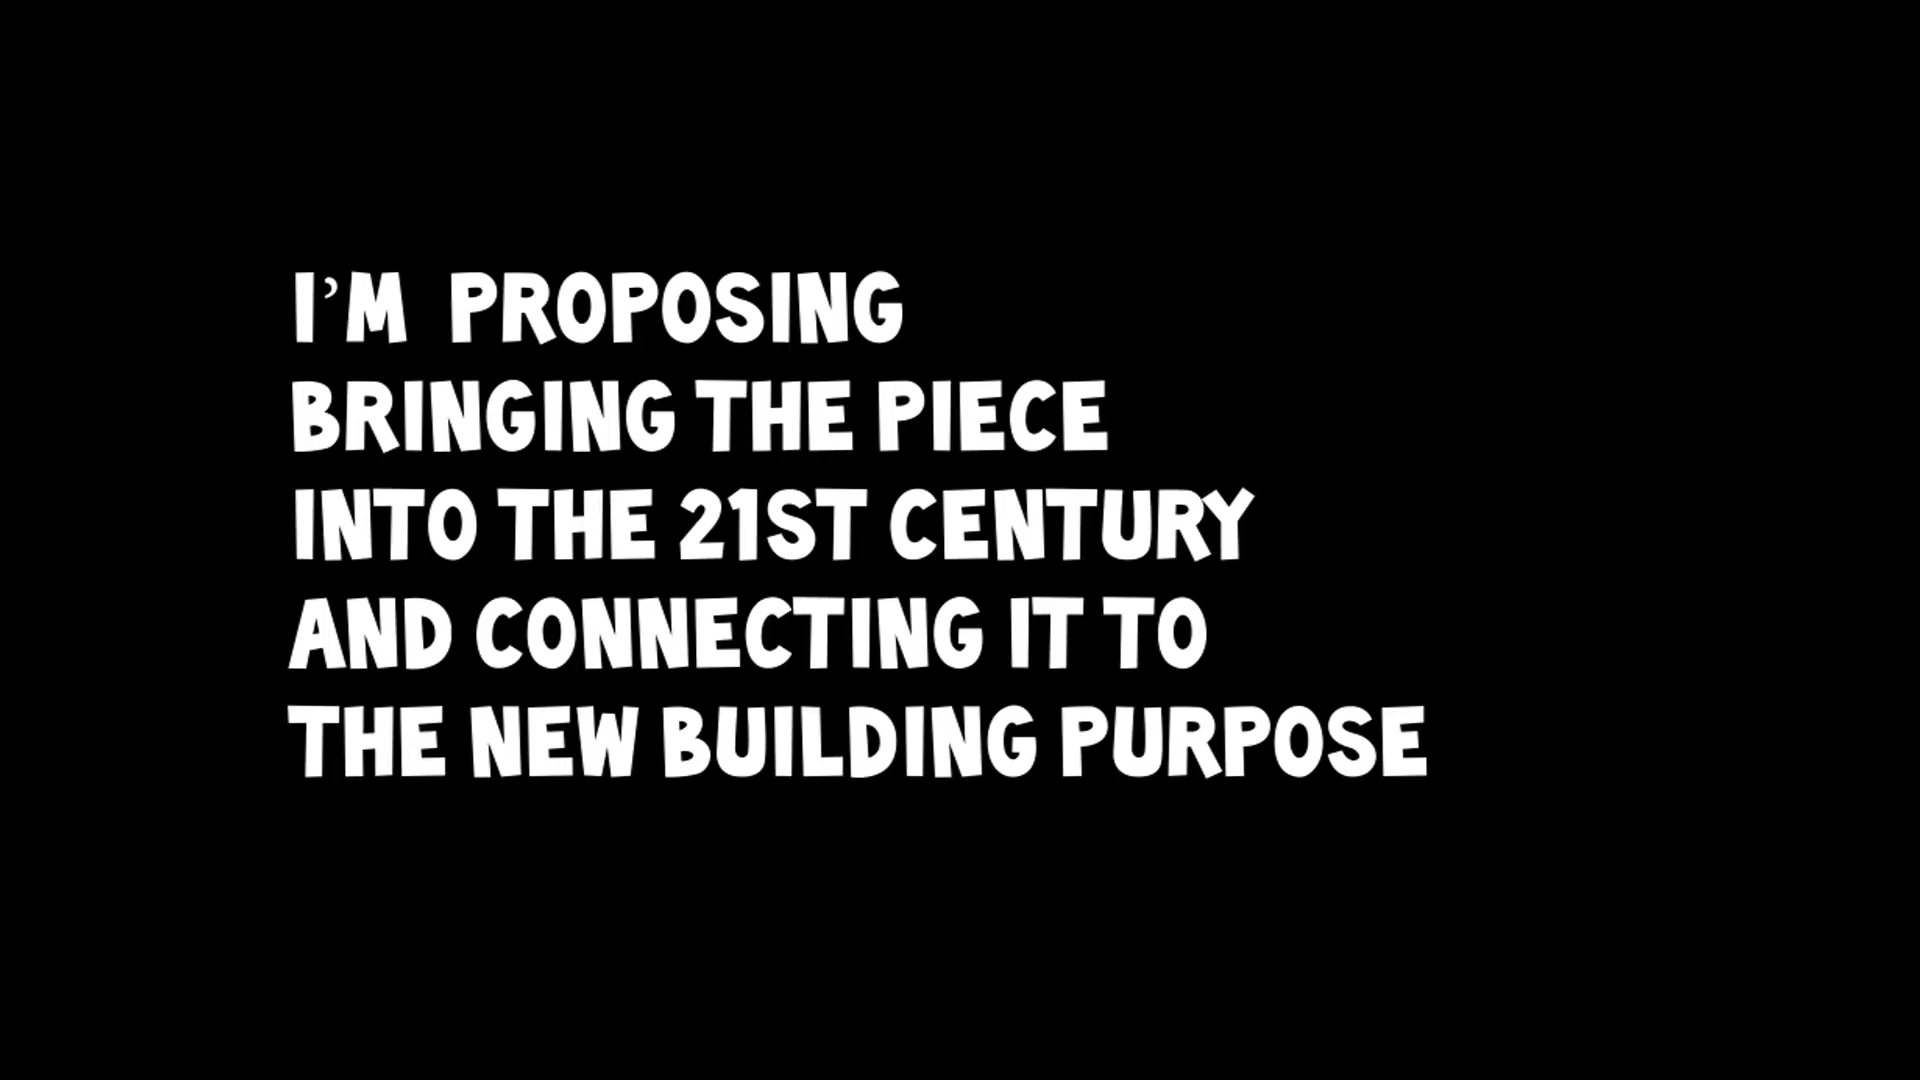 I'M PROPOSING
BRINGING THE PIECE
INTO THE 21ST CENTURY
AND CONNECTING IT TO
THE NEW BUILDING PURPOSE